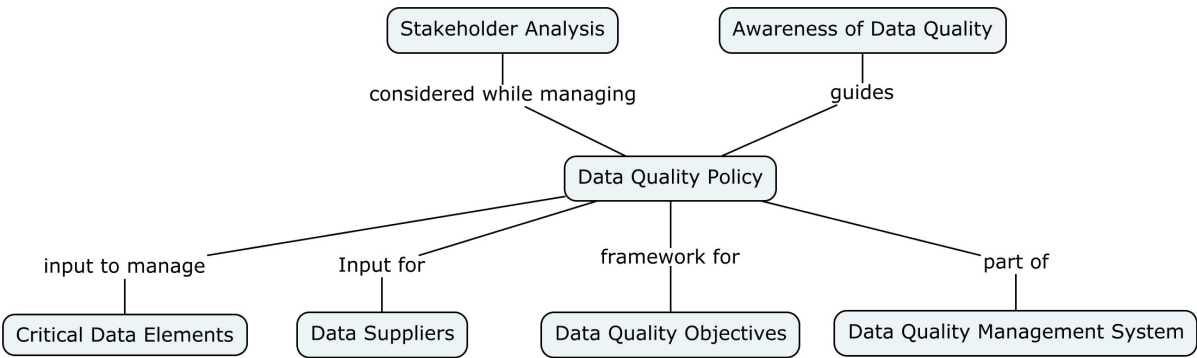 Stakeholder Analysis
Awareness of Data Quality
considered while managing
guides
Data Quality Policy
input to manage
Input for
framework for
part of
Critical Data Elements
Data Suppliers
Data Quality Objectives
Data Quality Management System